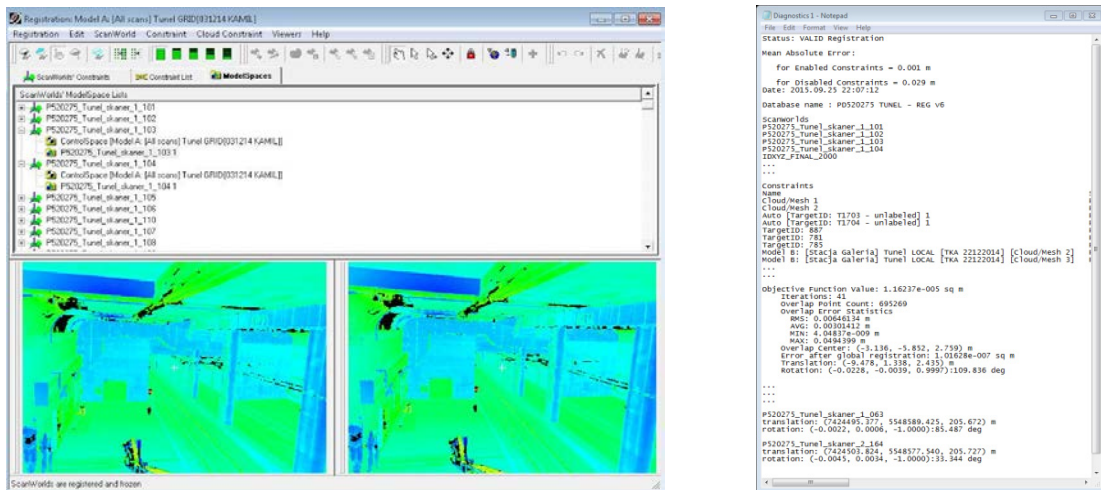 Registration: Model A: [All scans] Tunel GRID[031214 KAMIL]
Registration Edit ScanWorld Constraint Cloud Constraint Viewers Help
ScanWorlds' Constraints Constraint List ModelSpaces
ScanWorlds' ModelSpace Lists
P520275_Tunel_skaner_1_101
P520275_Tunel_skaner_1_102
P520275_Tunel_skaner_1_103
ControlSpace [Model A: [All scans] Tunel GRID[031214 KAMIL]]
P520275_Tunel_skaner_1_103 1
P520275_Tunel_skaner_1_104
ControlSpace [Model A: [All scans] Tunel GRID[031214 KAMIL]]
P520275_Tunel_skaner_1_104 1
P520275_Tunel_skaner_1_105
P520275_Tunel_skaner_1_106
P520275_Tunel_skaner_1_110
P520275_Tunel_skaner_1_107
P520275_Tunel_skaner_1_108
ScanWorlds are registered and frozen
Diagnostics 1 - Notepad
File Edit Format View Help
Status: VALID Registration
Mean Absolute Error:
for Enabled Constraints = 0.001 m
for Disabled Constraints = 0.029 m
Date: 2015.09.25 22:07:12
Database name : PD520275 TUNEL - REG v6
Scanworlds
P520275_Tunel_skaner_1_101
P520275_Tunel_skaner_1_102
P520275_Tunel_skaner_1_103
P520275_Tunel_skaner_1_104
IDXYZ_FINAL_2000
...
...
Constraints
Name
Cloud/Mesh 1
Cloud/Mesh 2
Auto [TargetID: T1703 - unlabeled] 1
Auto [TargetID: T1704 - unlabeled] 1
TargetID: 887
TargetID: 781
TargetID: 785
Model B: [Stacja Galeria] Tunel LOCAL [TKA 22122014] [Cloud/Mesh 2]
Model B: [Stacja Galeria] Tunel LOCAL [TKA 22122014] [Cloud/Mesh 3]
...
...
Objective Function Value: 1.16237e-005 sq m
Iterations: 41
Overlap Point Count: 695269
Overlap Error Statistics
RMS: 0.00646134 m
AVG: 0.00301412 m
MIN: 4.04837e-009 m
MAX: 0.0494399 m
Overlap Center: (-3.136, -5.852, 2.759) m
Error after global registration: 1.01628e-007 sq m
Translation: (-9.478, 1.338, 2.435) m
Rotation: (-0.0228, -0.0039, 0.9997):109.836 deg
...
...
P520275_Tunel_skaner_1_063
translation: (7424495.377, 5548589.425, 205.672) m
rotation: (-0.0022, 0.0006, -1.0000):85.487 deg
P520275_Tunel_skaner_2_164
translation: (7424503.824, 5548577.540, 205.727) m
rotation: (-0.0045, 0.0034, -1.0000):33.344 deg